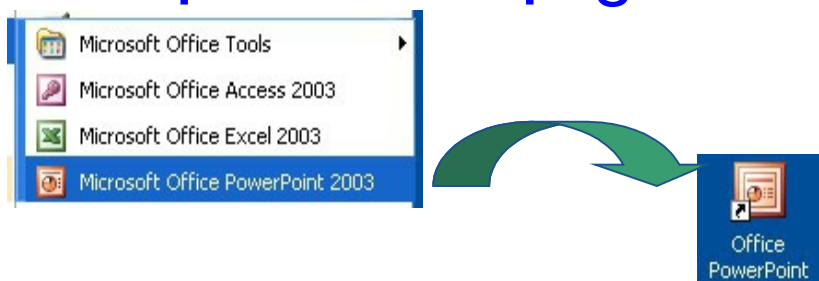 Microsoft Office Tools
Microsoft Office Access 2003
Microsoft Office Excel 2003
Microsoft Office PowerPoint 2003
Office
PowerPoint